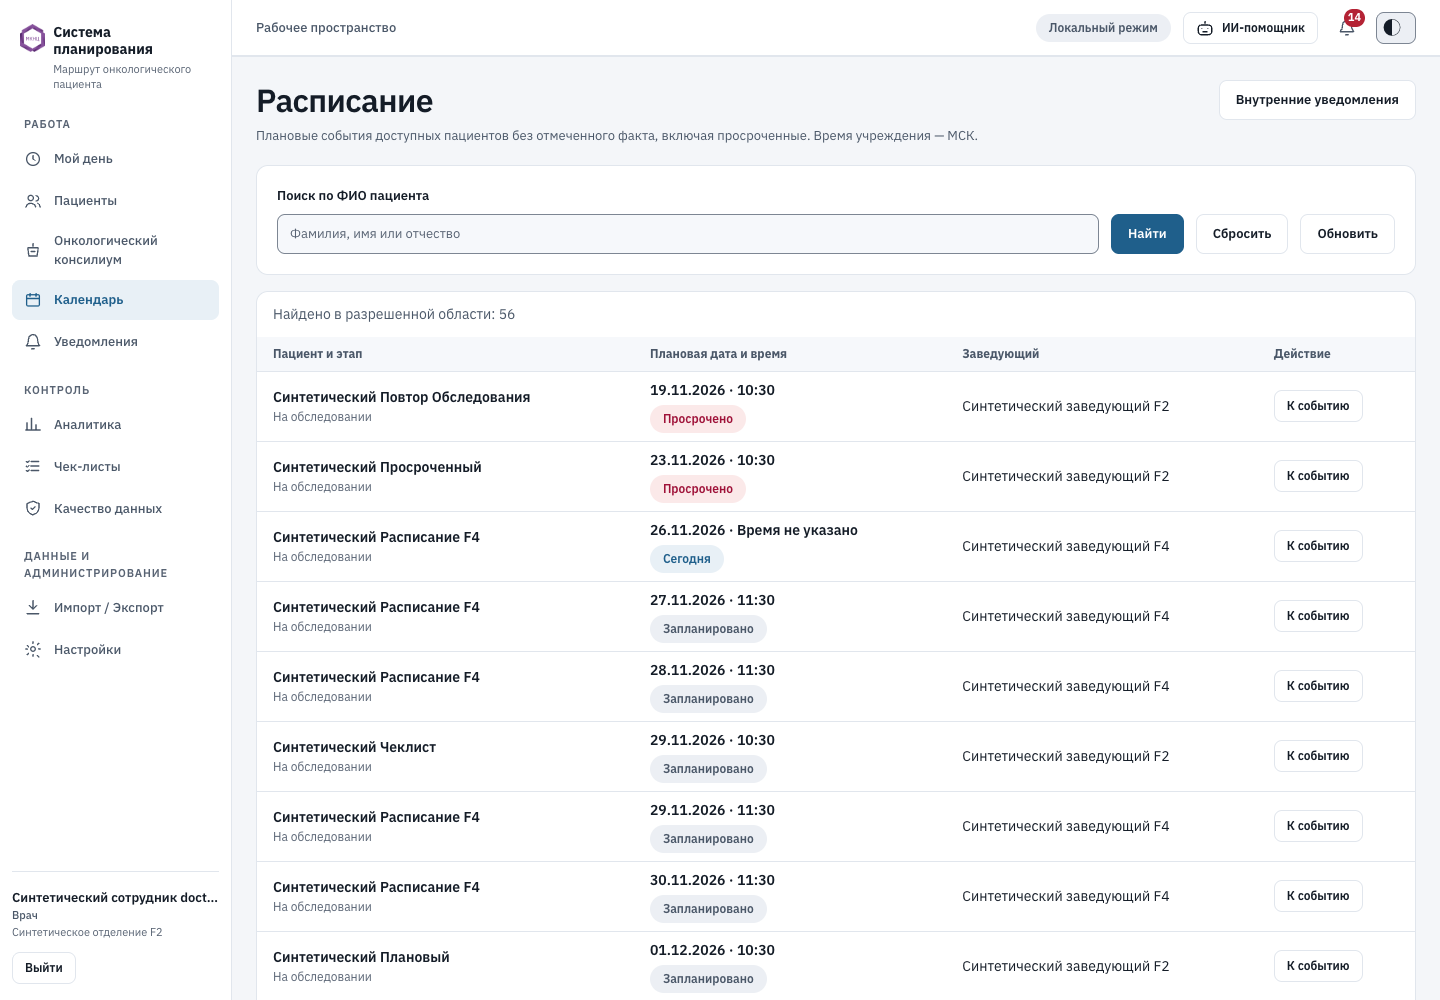 Система
планирования
Маршрут онкологического
пациента
РАБОТА
Мой день
Пациенты
Онкологический
консилиум
Календарь
Уведомления
КОНТРОЛЬ
Аналитика
Чек-листы
Качество данных
ДАННЫЕ И
АДМИНИСТРИРОВАНИЕ
Импорт / Экспорт
Настройки
Синтетический сотрудник doct...
Врач
Синтетическое отделение F2
Выйти
Рабочее пространство
Локальный режим
ИИ-помощник
14
Расписание
Внутренние уведомления
Плановые события доступных пациентов без отмеченного факта, включая просроченные. Время учреждения — МСК.
Поиск по ФИО пациента
Фамилия, имя или отчество
Найти
Сбросить
Обновить
Найдено в разрешенной области: 56
Пациент и этап Плановая дата и время Заведующий Действие
Синтетический Повтор Обследования
На обследовании
19.11.2026 · 10:30
Просрочено
Синтетический заведующий F2
К событию
Синтетический Просроченный
На обследовании
23.11.2026 · 10:30
Просрочено
Синтетический заведующий F2
К событию
Синтетический Расписание F4
На обследовании
26.11.2026 · Время не указано
Сегодня
Синтетический заведующий F4
К событию
Синтетический Расписание F4
На обследовании
27.11.2026 · 11:30
Запланировано
Синтетический заведующий F4
К событию
Синтетический Расписание F4
На обследовании
28.11.2026 · 11:30
Запланировано
Синтетический заведующий F4
К событию
Синтетический Чеклист
На обследовании
29.11.2026 · 10:30
Запланировано
Синтетический заведующий F2
К событию
Синтетический Расписание F4
На обследовании
29.11.2026 · 11:30
Запланировано
Синтетический заведующий F4
К событию
Синтетический Расписание F4
На обследовании
30.11.2026 · 11:30
Запланировано
Синтетический заведующий F4
К событию
Синтетический Плановый
На обследовании
01.12.2026 · 10:30
Запланировано
Синтетический заведующий F2
К событию